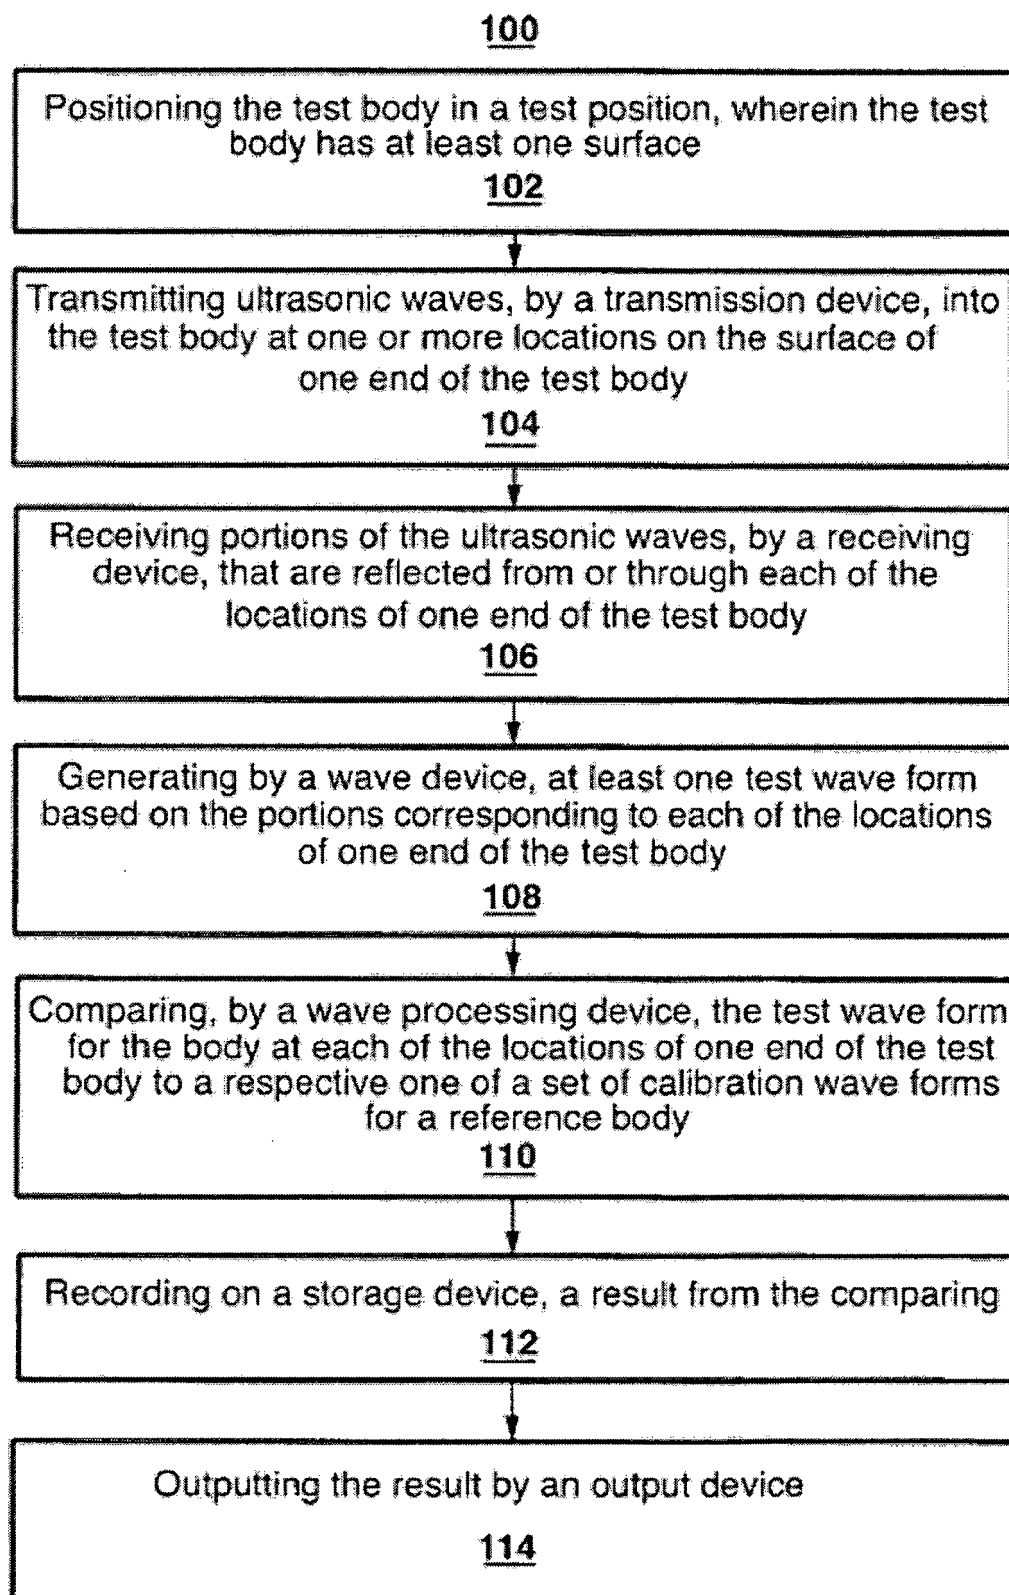 100
Positioning the test body in a test position, wherein the test
body has at least one surface
102
Transmitting ultrasonic waves, by a transmission device, into
the test body at one or more locations on the surface of
one end of the test body
104
Receiving portions of the ultrasonic waves, by a receiving
device, that are reflected from or through each of the
locations of one end of the test body
106
Generating by a wave device, at least one test wave form
based on the portions corresponding to each of the locations
of one end of the test body
108
Comparing, by a wave processing device, the test wave form
for the body at each of the locations of one end of the test
body to a respective one of a set of calibration wave forms
for a reference body
110
Recording on a storage device, a result from the comparing
112
Outputting the result by an output device
114